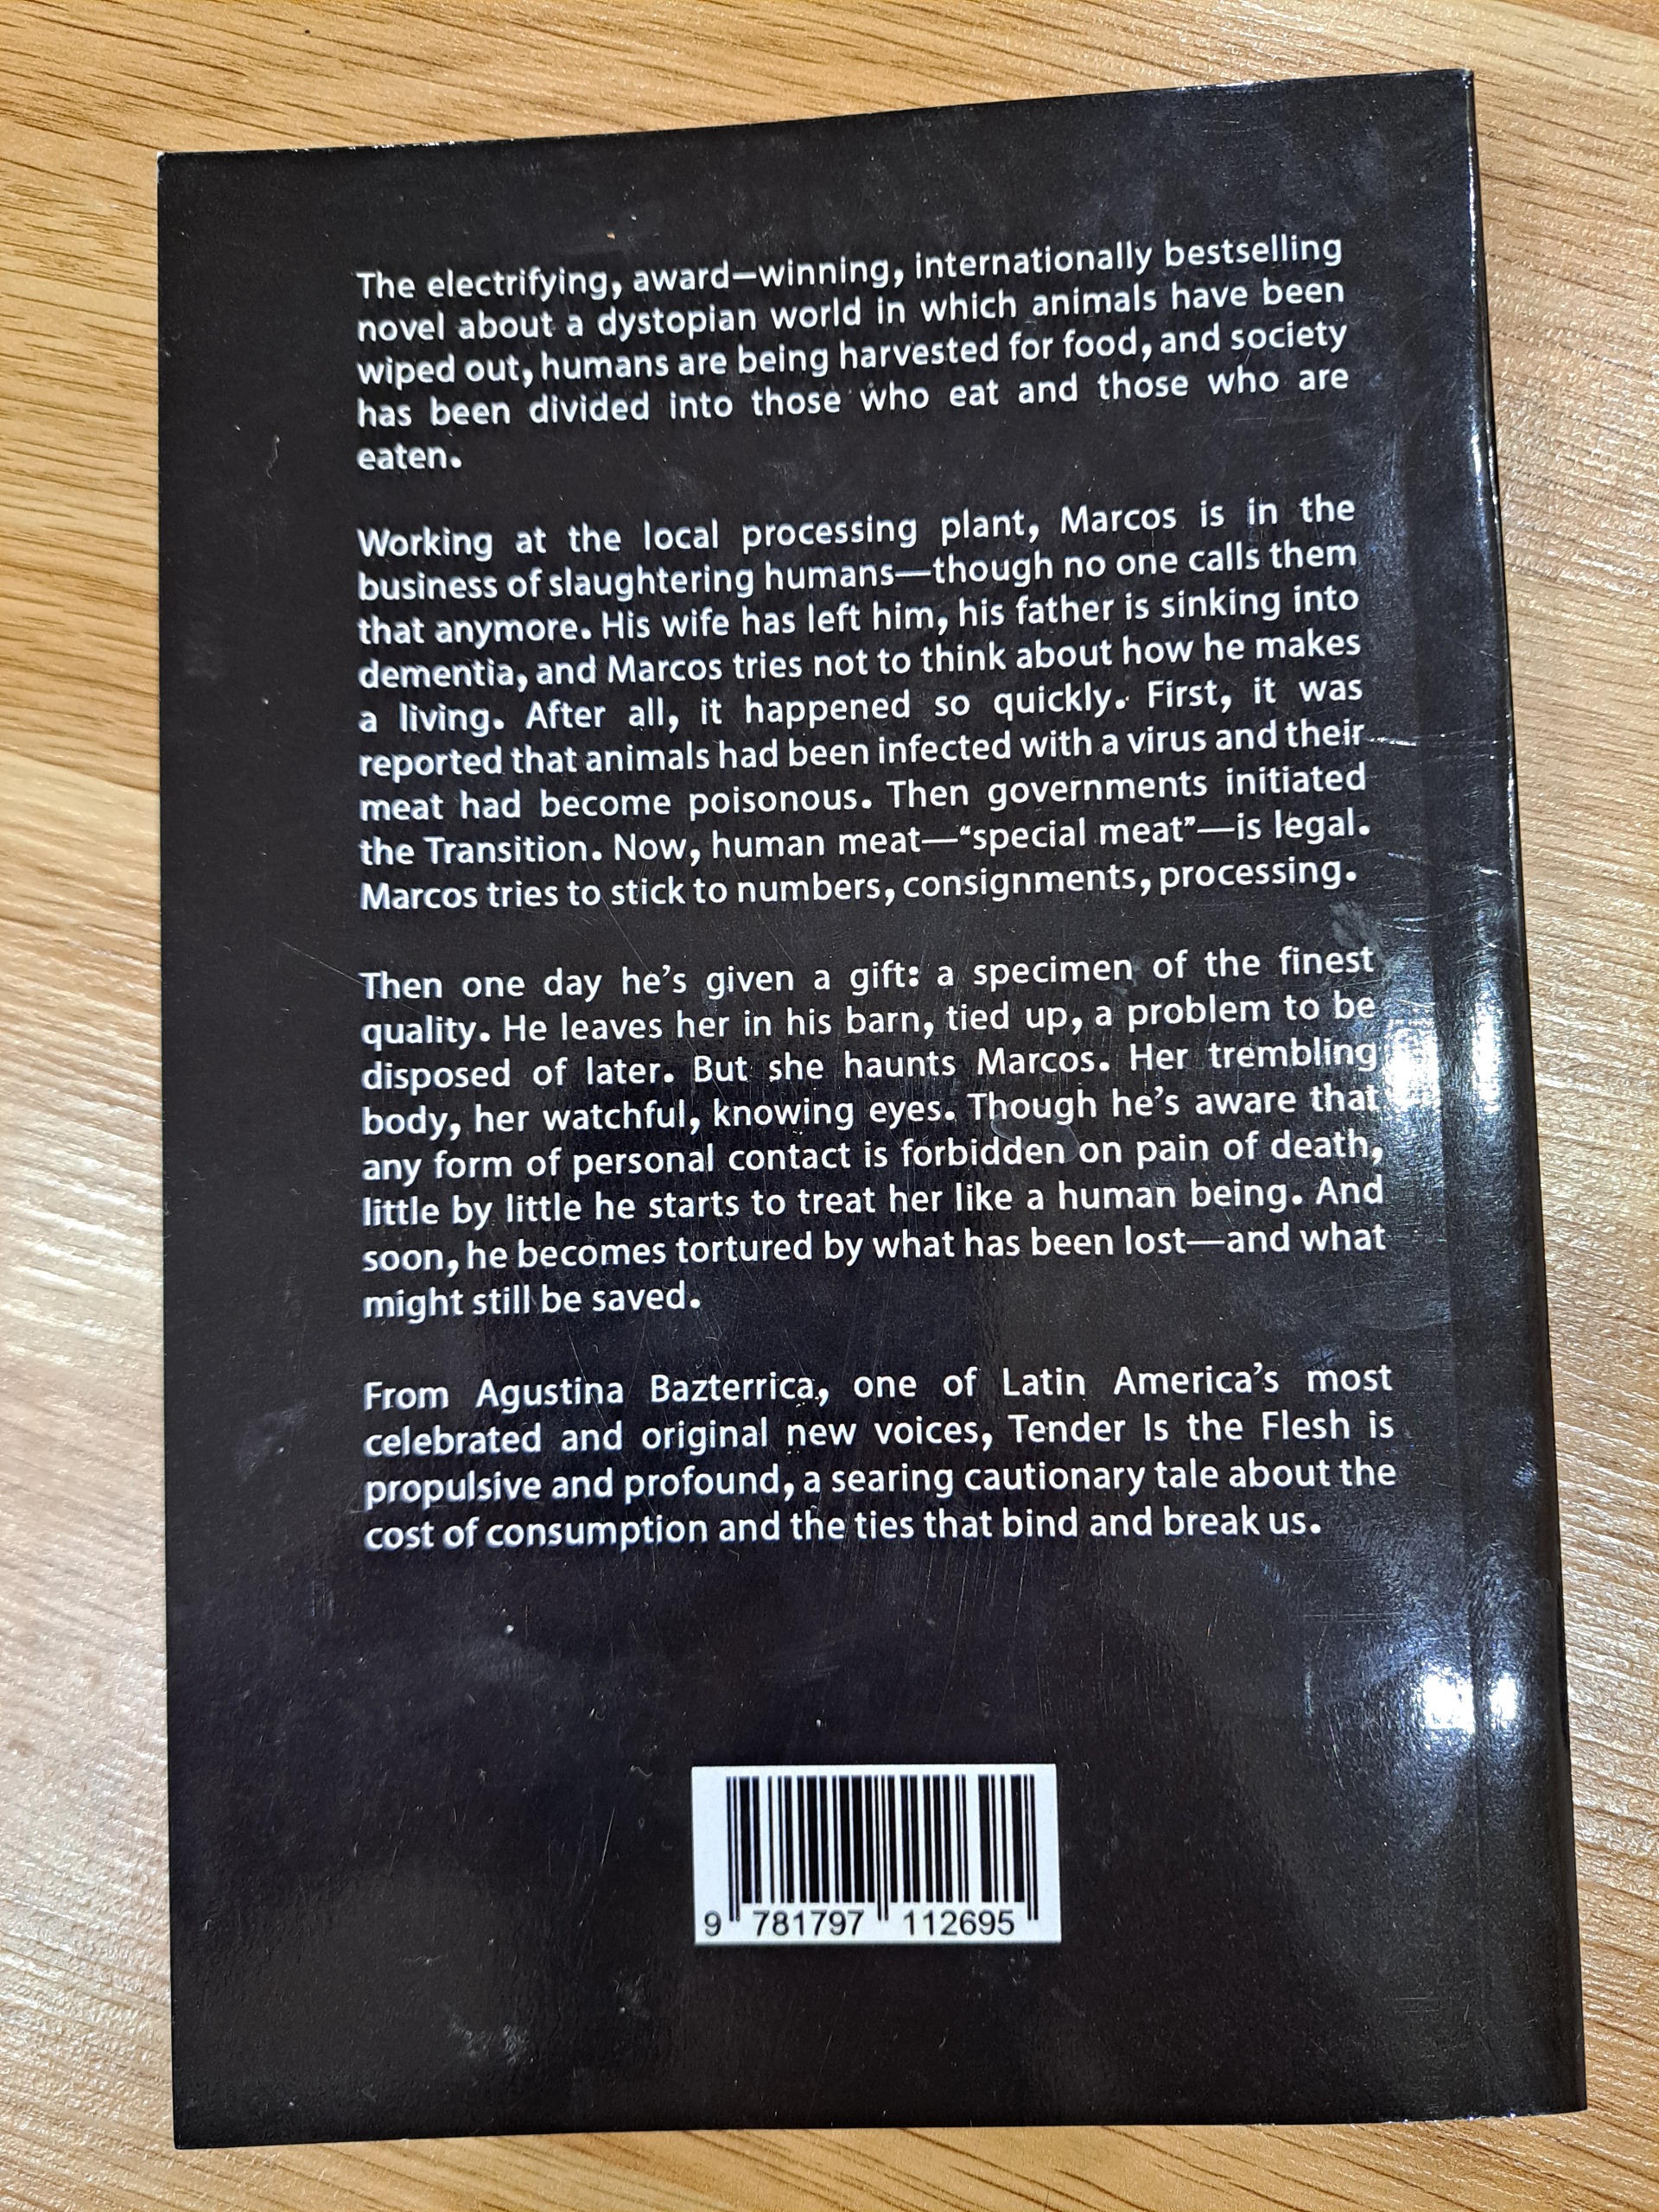 The electrifying, award—winning, internationally bestselling
novel about a dystopian world in which animals have been
wiped out, humans are being harvested for food, and society
has been divided into those who eat and those who are
eaten.
Working at the local processing plant, Marcos is in the
business of slaughtering humans—though no one calls them
that anymore. His wife has left him, his father is sinking into
dementia, and Marcos tries not to think about how he makes
a living. After all, it happened so quickly. First, it was
reported that animals had been infected with a virus and their
meat had become poisonous. Then governments initiated
the Transition. Now, human meat—“special meat”—is legal.
Marcos tries to stick to numbers, consignments, processing.
Then one day he’s given a gift: a specimen of the finest
quality. He leaves her in his barn, tied up, a problem to be
disposed of later. But she haunts Marcos. Her trembling
body, her watchful, knowing eyes. Though he’s aware that
any form of personal contact is forbidden on pain of death,
little by little he starts to treat her like a human being. And
soon, he becomes tortured by what has been lost—and what
might still be saved.
From Agustina Bazterrica, one of Latin America’s most
celebrated and original new voices, Tender Is the Flesh is
propulsive and profound, a searing cautionary tale about the
cost of consumption and the ties that bind and break us.
9 781797 112695